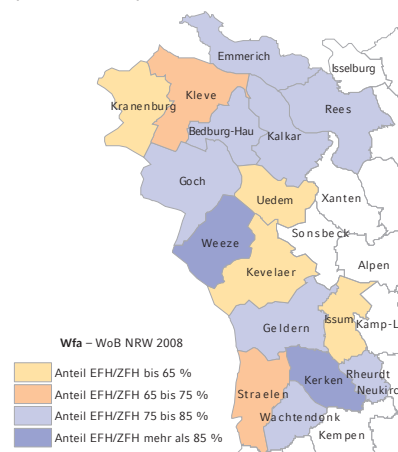 Emmerich
Isselburg
Kleve
Kranenburg
Rees
Bedburg-Hau
Kalkar
Goch
Uedem
Xanten
Sonsbeck
Weeze
Alpen
Kevelaer
Issum
Kamp-L
Geldern
Wfa – WoB NRW 2008
Anteil EFH/ZFH bis 65 %
Anteil EFH/ZFH 65 bis 75 %
Anteil EFH/ZFH 75 bis 85 %
Anteil EFH/ZFH mehr als 85 %
Kerken
Rheurdt
Neukirc
Straelen
Wachtendonk
Kempen